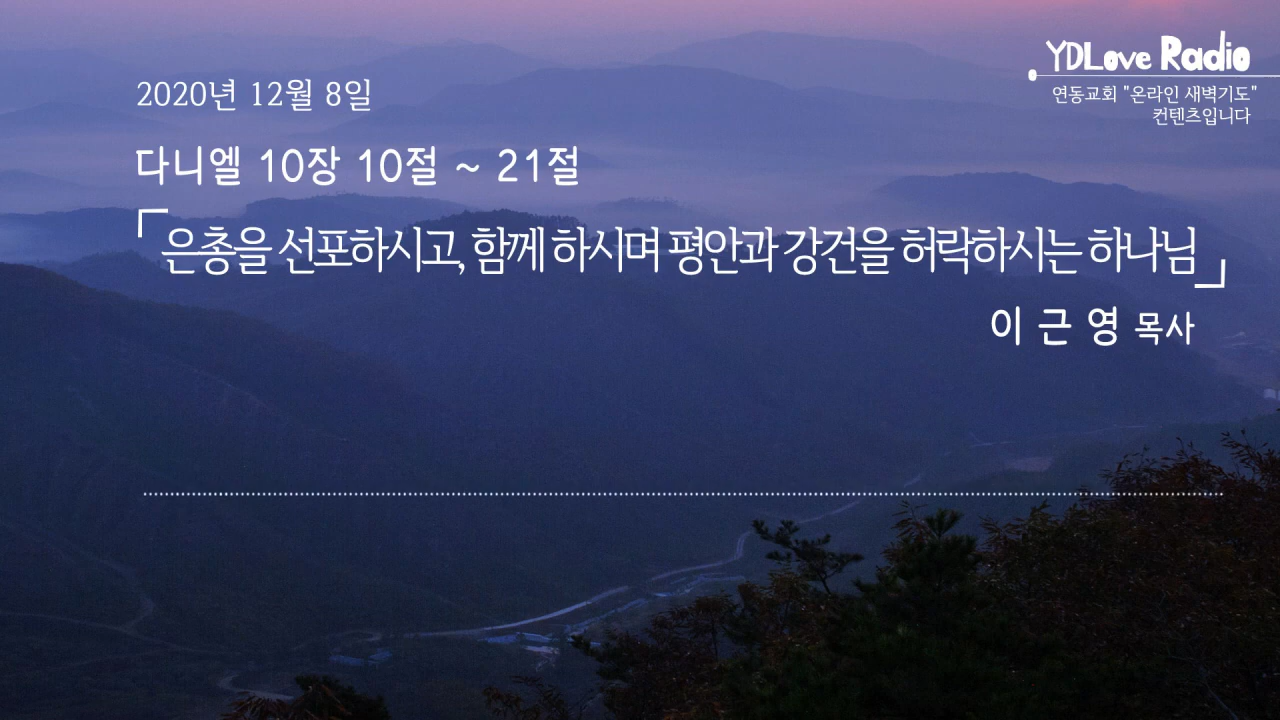 YDLove Radio
연동교회 "온라인 새벽기도"
컨텐츠입니다
2020년 12월 8일
다니엘 10장 10절 ~ 21절
「은총을 선포하시고, 함께 하시며 평안과 강건을 허락하시는 하나님」
이 근 영 목사